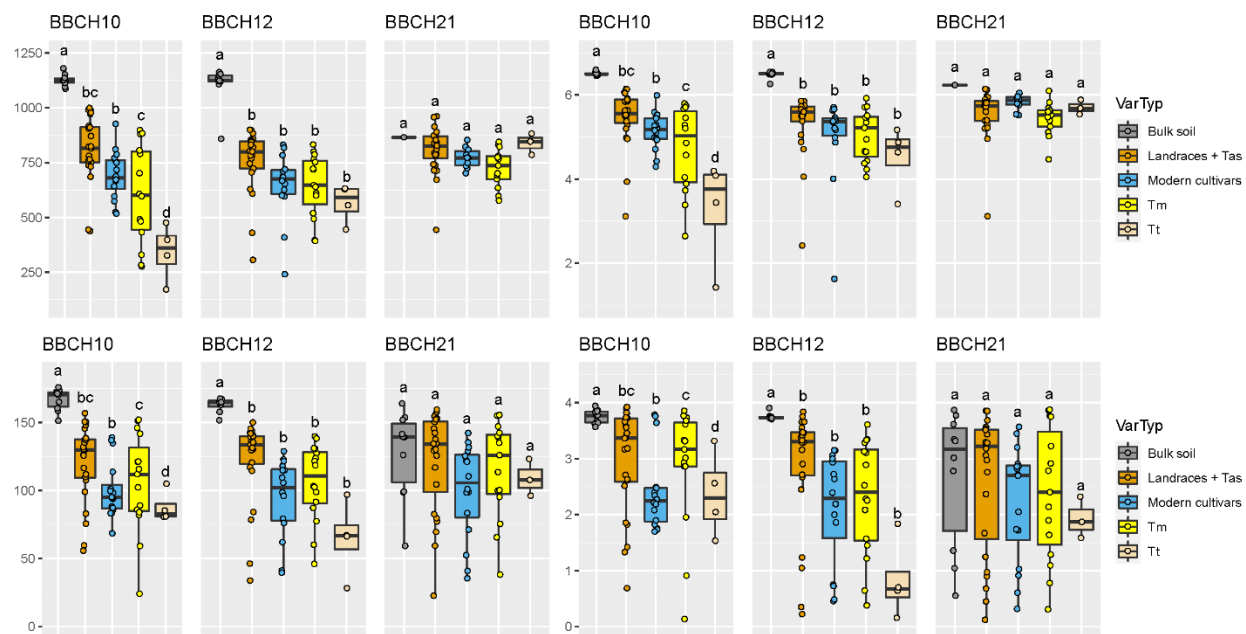 BBCH10 BBCH12 BBCH21 BBCH10 BBCH12 BBCH21
1250
1000
750
500
250
a bc b c d
a b b b b
a a a a a
6
4
2
a bc b c d
a b b b b
a a a a a
VarTyp
Bulk soil
Landraces + Tas
Modern cultivars
Tm
Tt
BBCH10 BBCH12 BBCH21 BBCH10 BBCH12 BBCH21
150
100
50
0
a bc b c d
a b b b b
a a a a a
4
3
2
1
0
a bc b c d
a b b b b
a a a a a
VarTyp
Bulk soil
Landraces + Tas
Modern cultivars
Tm
Tt